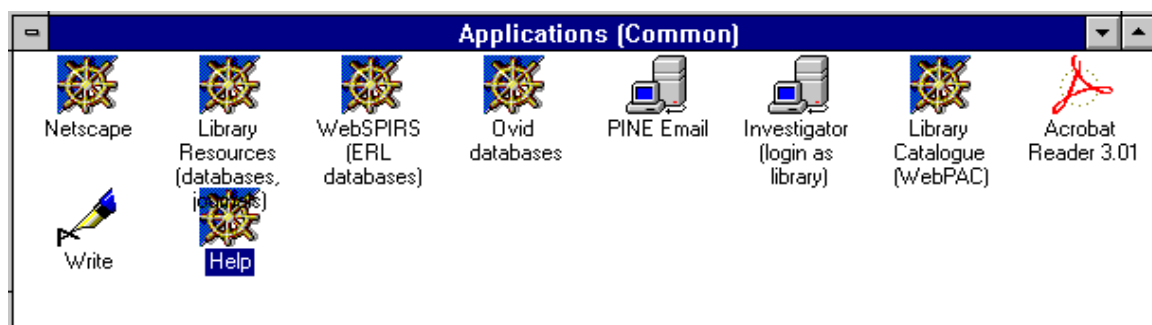 Applications (Common)
Netscape
Library
Resources
(databases,
journals)
WebSPIRS
(ERL
databases)
Ovid
databases
PINE Email
Investigator
(login as
library)
Library
Catalogue
(WebPAC)
Acrobat
Reader 3.01
Write
Help